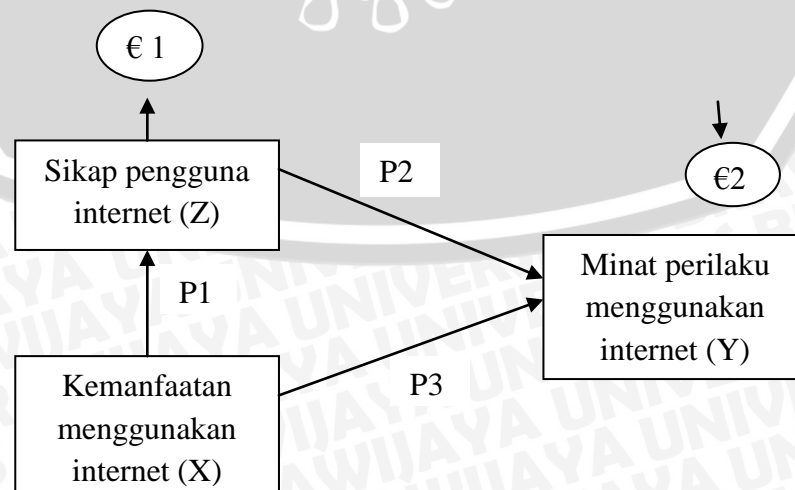 € 1
Sikap pengguna
internet (Z)
P2
€2
Minat perilaku
menggunakan
internet (Y)
P1
P3
Kemanfaatan
menggunakan
internet (X)